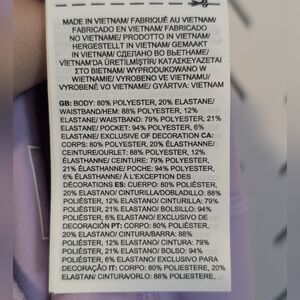 MADE IN VIETNAM/ FABRIQUÉ AU VIETNAM/
FABRICADO EN VIETNAM/ FABRICADO
NO VIETNAME/ PRODOTTO IN VIETNAM/
HERGESTELLT IN VIETNAM/ GEMAAKT
IN VIETNAM/ СДЕЛАНО ВО ВЬЕТНАМЕ/
VIETNAM'DA ÜRETİLMİŞTİR/ ΚΑΤΑΣΚΕΥΑΖΕΤΑΙ
ΣΤΟ ΒΙΕΤΝΑΜ/ WYPRODUKOWANO W
WIETNAMIE/ VYROBENO VE VIETNAMU/
VYROBENÉ VO VIETNAME/ GYÁRTVA: VIETNAM
GB: BODY: 80% POLYESTER, 20% ELASTANE/
WAISTBAND/HEM: 88% POLYESTER, 12%
ELASTANE/ WAISTBAND: 79% POLYESTER, 21%
ELASTANE/ POCKET: 94% POLYESTER, 6%
ELASTANE/ EXCLUSIVE OF DECORATION CA:
CORPS: 80% POLYESTER, 20% ÉLASTHANNE/
CEINTURE/OURLET: 88% POLYESTER, 12%
ÉLASTHANNE/ CEINTURE: 79% POLYESTER,
21% ÉLASTHANNE/ POCHE: 94% POLYESTER,
6% ÉLASTHANNE/ À L'EXCEPTION DES
DÉCORATIONS ES: CUERPO: 80% POLIÉSTER,
20% ELASTANO/ CINTURILLA/DOBLADILLO: 88%
POLIÉSTER, 12% ELASTANO/ CINTURILLA: 79%
POLIÉSTER, 21% ELASTANO/ BOLSILLO: 94%
POLIÉSTER, 6% ELASTANO/ EXCLUSIVO DE
DECORACIÓN PT: CORPO: 80% POLIÉSTER,
20% ELASTANO/ CINTURA/BARRA: 88%
POLIÉSTER, 12% ELASTANO/ CINTURA: 79%
POLIÉSTER, 21% ELASTANO/ BOLSO: 94%
POLIÉSTER, 6% ELASTANO/ EXCLUSIVO PARA
DECORAÇÃO IT: CORPO: 80% POLIESTERE, 20%
ELASTAN/ CINTURA/ORLO: 88% POLIESTERE,